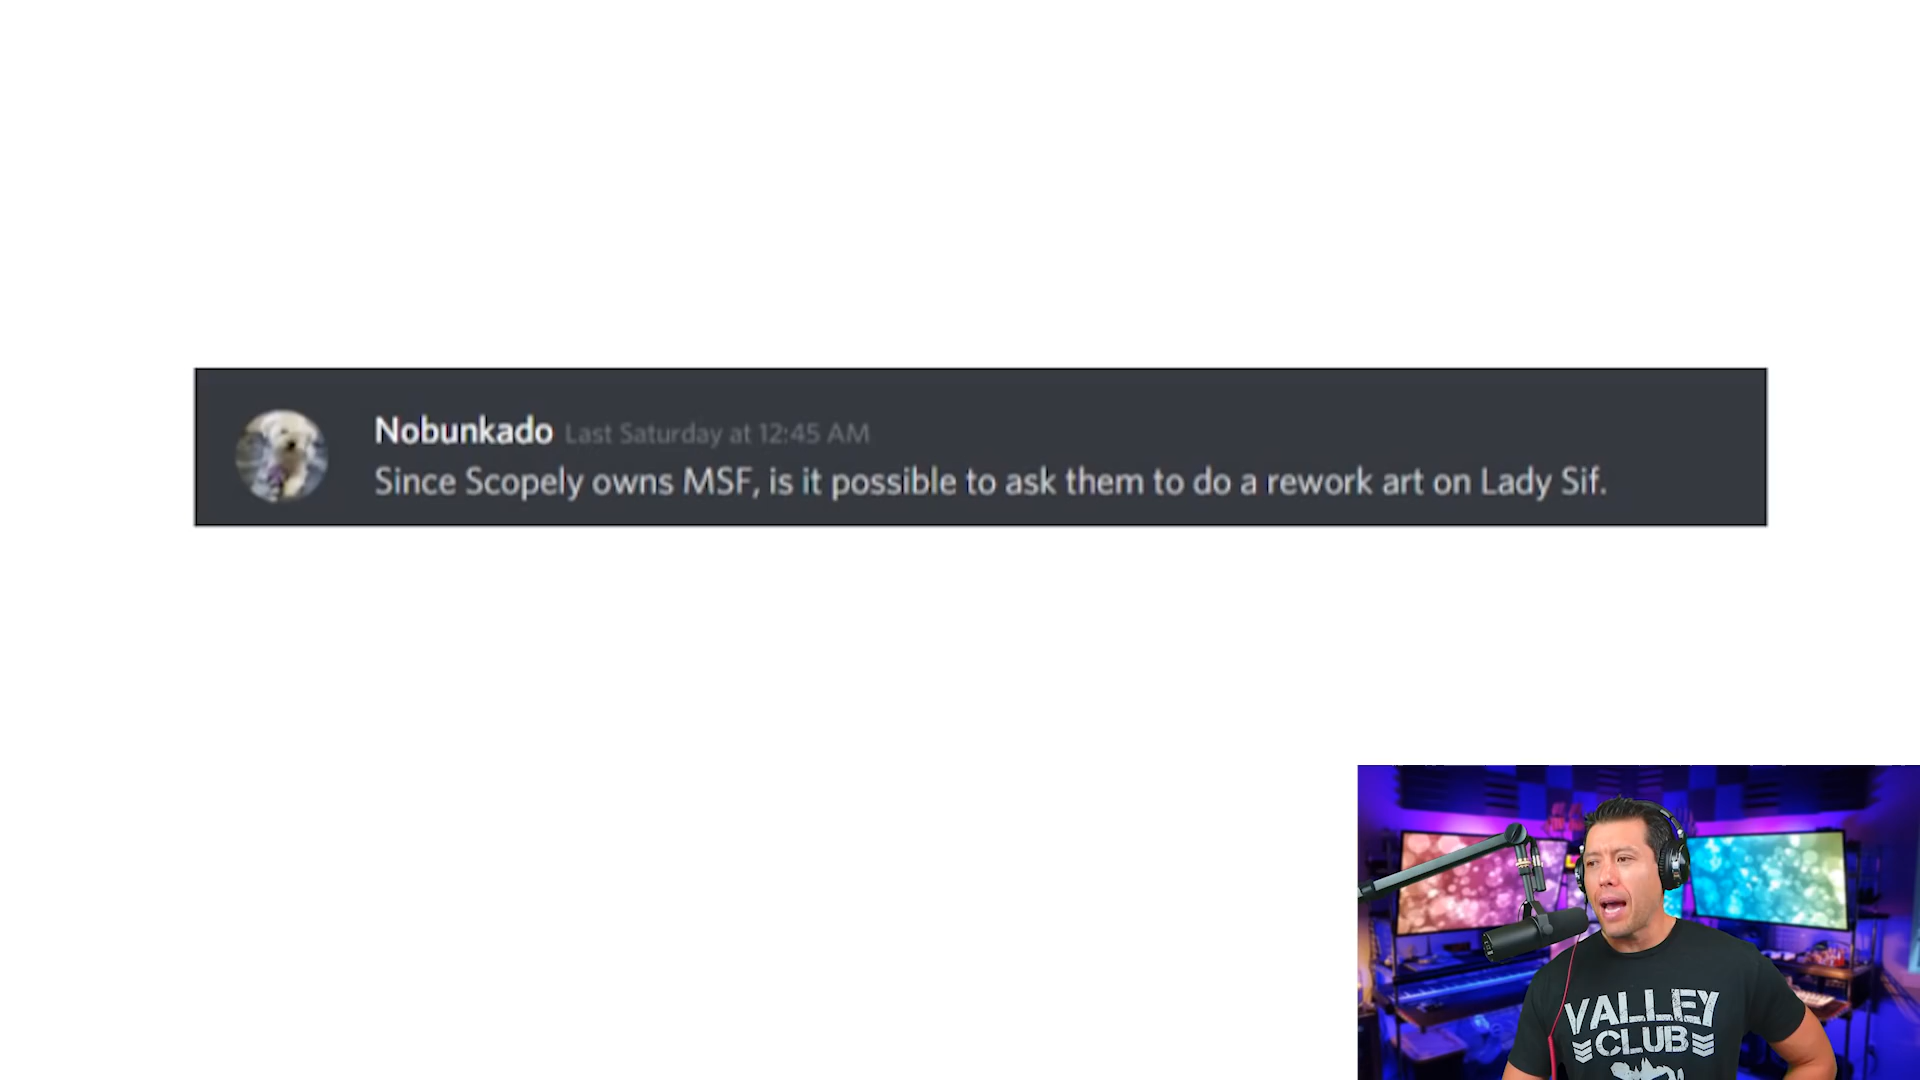 Nobunkado Last Saturday at 12:45 AM
Since Scopely owns MSF, is it possible to ask them to do a rework art on Lady Sif.
VALLEY
CLUB